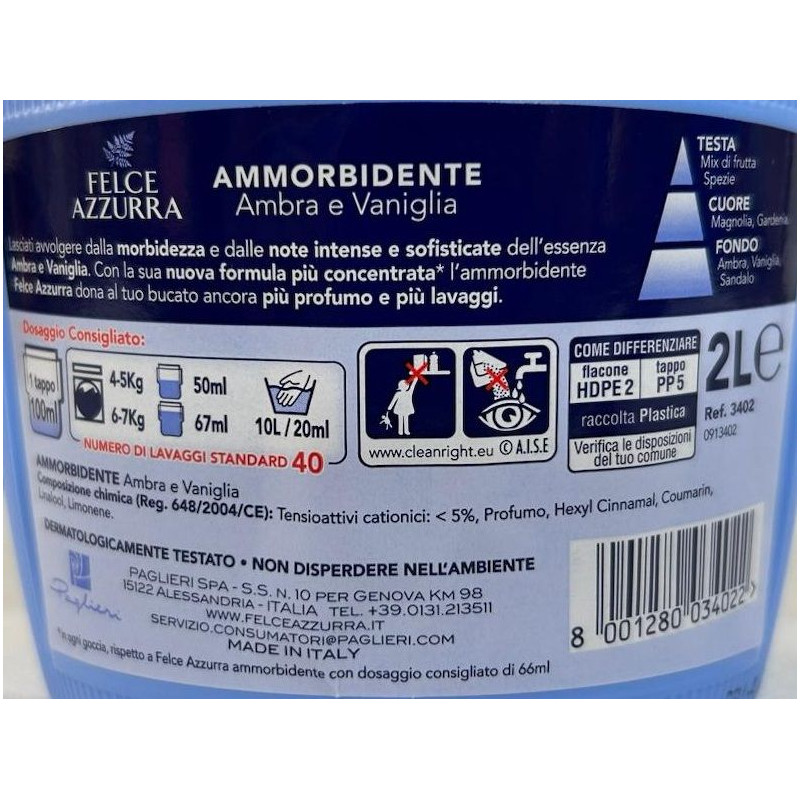 FELCE
AZZURRA
AMMORBIDENTE
Ambra e Vaniglia
Lasciati avvolgere dalla morbidezza e dalle note intense e sofisticate dell'essenza
Ambra e Vaniglia. Con la sua nuova formula più concentrata* l'ammorbidente
Felce Azzurra dona al tuo bucato ancora più profumo e più lavaggi.
TESTA
Mix di frutta
Spezie
CUORE
Magnolia, Gardenia
FONDO
Ambra, Vaniglia,
Sandalo
Dosaggio Consigliato:
1 tappo
100ml
4-5Kg
50ml
6-7Kg
67ml
10L/20ml
NUMERO DI LAVAGGI STANDARD 40
www.cleanright.eu © A.I.S.E
COME DIFFERENZIARE
flacone
HDPE 2
tappo
PP 5
raccolta Plastica
Verifica le disposizioni
del tuo comune
2L e
Ref. 3402
0913402
AMMORBIDENTE Ambra e Vaniglia
Composizione chimica (Reg. 648/2004/CE): Tensioattivi cationici: < 5%, Profumo, Hexyl Cinnamal, Coumarin,
Linalool, Limonene.
DERMATOLOGICAMENTE TESTATO • NON DISPERDERE NELL'AMBIENTE
Paglieri
PAGLIERI SPA - S.S. N. 10 PER GENOVA KM 98
15122 ALESSANDRIA - ITALIA TEL. +39.0131.213511
WWW.FELCEAZZURRA.IT
SERVIZIO.CONSUMATORI@PAGLIERI.COM
MADE IN ITALY
*in ogni goccia, rispetto a Felce Azzurra ammorbidente con dosaggio consigliato di 66ml
8 001280 034022 >